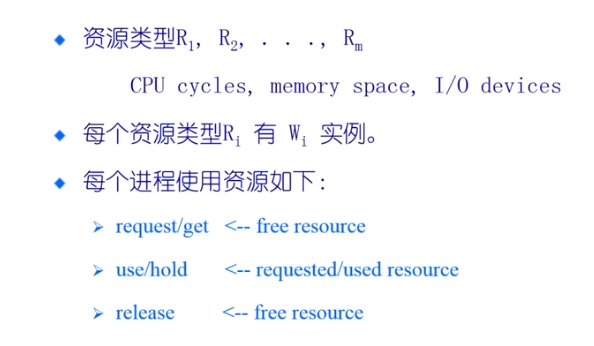 资源类型R1, R2, . . ., Rm
CPU cycles, memory space, I/O devices
每个资源类型Ri 有 Wi 实例。
每个进程使用资源如下:
request/get <-- free resource
use/hold <-- requested/used resource
release <-- free resource